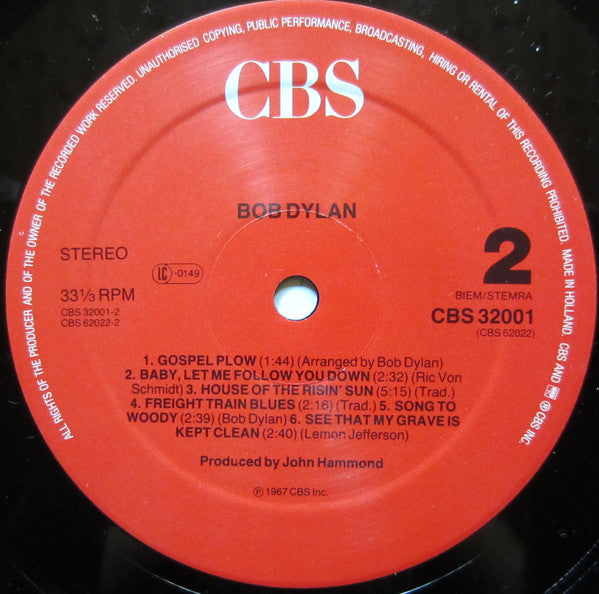 ALL RIGHTS OF THE PRODUCER AND OF THE OWNER OF THE RECORDED WORK RESERVED. UNAUTHORISED COPYING, PUBLIC PERFORMANCE, BROADCASTING, HIRING OR RENTAL OF THIS RECORDING PROHIBITED. MADE IN HOLLAND. CBS AND ℗ CBS INC.
CBS
BOB DYLAN
STEREO
LC-0149
2
33⅓ RPM
BIEM/STEMRA
CBS 32001-2
CBS 62022-2
CBS 32001
(CBS 62022)
1. GOSPEL PLOW (1:44) (Arranged by Bob Dylan)
2. BABY, LET ME FOLLOW YOU DOWN (2:32) (Ric Von
Schmidt) 3. HOUSE OF THE RISIN' SUN (5:15) (Trad.)
4. FREIGHT TRAIN BLUES (2:16) (Trad.) 5. SONG TO
WOODY (2:39) (Bob Dylan) 6. SEE THAT MY GRAVE IS
KEPT CLEAN (2:40) (Lemon Jefferson)
Produced by John Hammond
℗ 1967 CBS Inc.